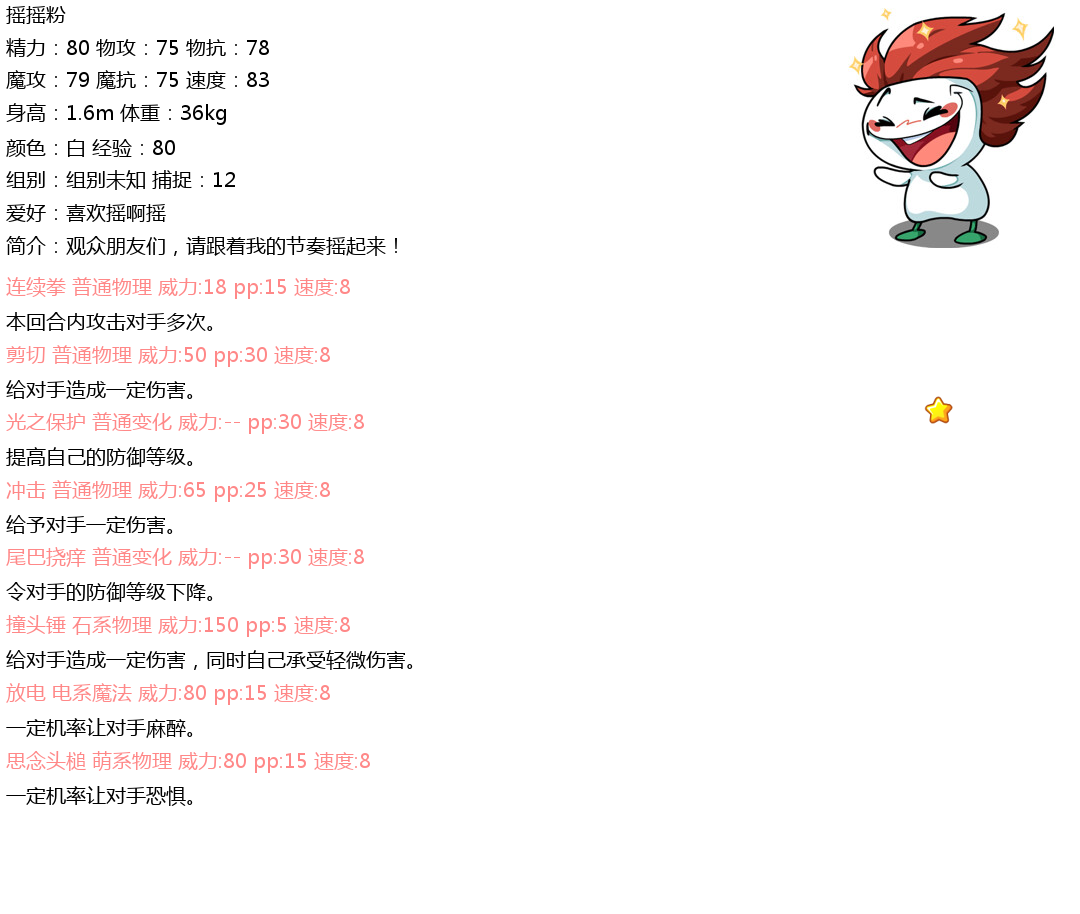 摇摇粉
精力：80 物攻：75 物抗：78
魔攻：79 魔抗：75 速度：83
身高：1.6m 体重：36kg
颜色：白 经验：80
组别：组别未知 捕捉：12
爱好：喜欢摇啊摇
简介：观众朋友们，请跟着我的节奏摇起来！
连续拳 普通物理 威力:18 pp:15 速度:8
本回合内攻击对手多次。
剪切 普通物理 威力:50 pp:30 速度:8
给对手造成一定伤害。
光之保护 普通变化 威力:-- pp:30 速度:8
提高自己的防御等级。
冲击 普通物理 威力:65 pp:25 速度:8
给予对手一定伤害。
尾巴挠痒 普通变化 威力:-- pp:30 速度:8
令对手的防御等级下降。
撞头锤 石系物理 威力:150 pp:5 速度:8
给对手造成一定伤害，同时自己承受轻微伤害。
放电 电系魔法 威力:80 pp:15 速度:8
一定机率让对手麻醉。
思念头槌 萌系物理 威力:80 pp:15 速度:8
一定机率让对手恐惧。